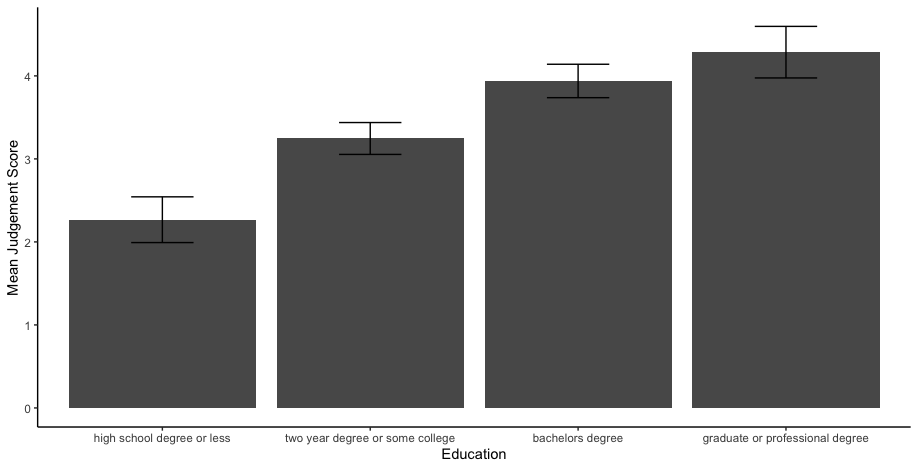 Mean Judgement Score
4
3
2
1
0
high school degree or less
two year degree or some college
bachelors degree
graduate or professional degree
Education